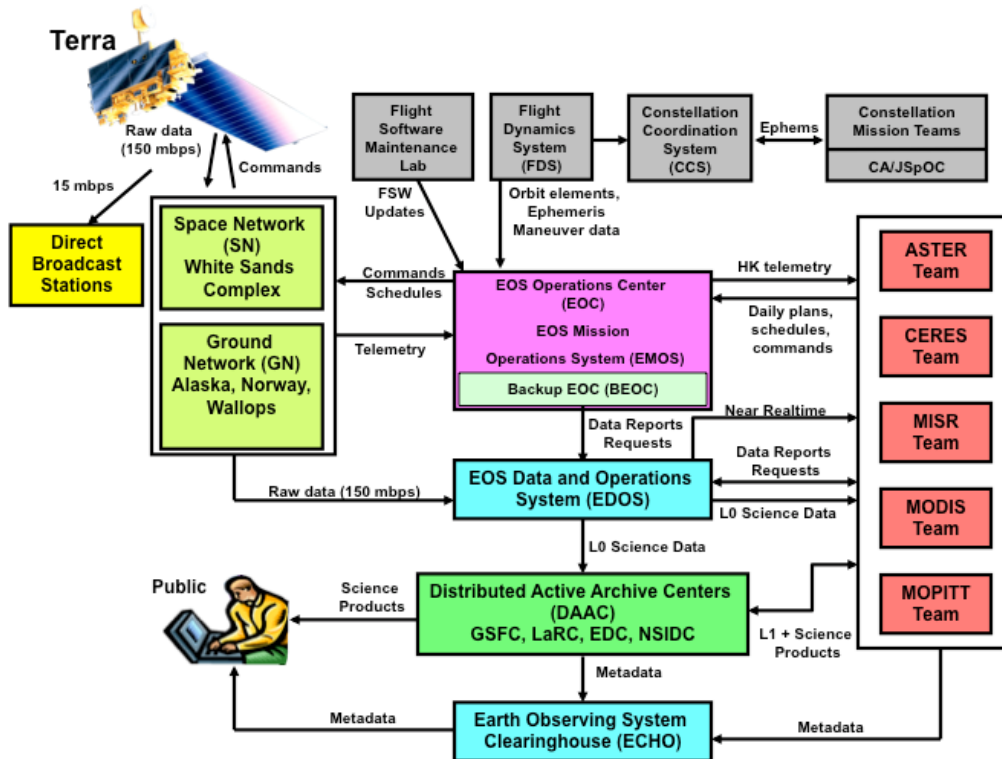 Terra
Raw data
(150 mbps)
Commands
15 mbps
Direct
Broadcast
Stations
Space Network
(SN)
White Sands
Complex
Ground
Network (GN)
Alaska, Norway,
Wallops
Flight
Software
Maintenance
Lab
Flight
Dynamics
System
(FDS)
Constellation
Coordination
System
(CCS)
Ephems
Constellation
Mission Teams
CA/JSpOC
FSW
Updates
Orbit elements,
Ephemeris
Maneuver data
Commands
Schedules
Telemetry
EOS Operations Center
(EOC)
EOS Mission
Operations System (EMOS)
Backup EOC (BEOC)
HK telemetry
Daily plans,
schedules,
commands
ASTER
Team
CERES
Team
MISR
Team
MODIS
Team
MOPITT
Team
Data Reports
Requests
Near Realtime
Data Reports
Requests
Raw data (150 mbps)
EOS Data and Operations
System (EDOS)
L0 Science Data
L0 Science Data
Public
Science
Products
Distributed Active Archive Centers
(DAAC)
GSFC, LaRC, EDC, NSIDC
L1 + Science
Products
Metadata
Metadata
Earth Observing System
Clearinghouse (ECHO)
Metadata